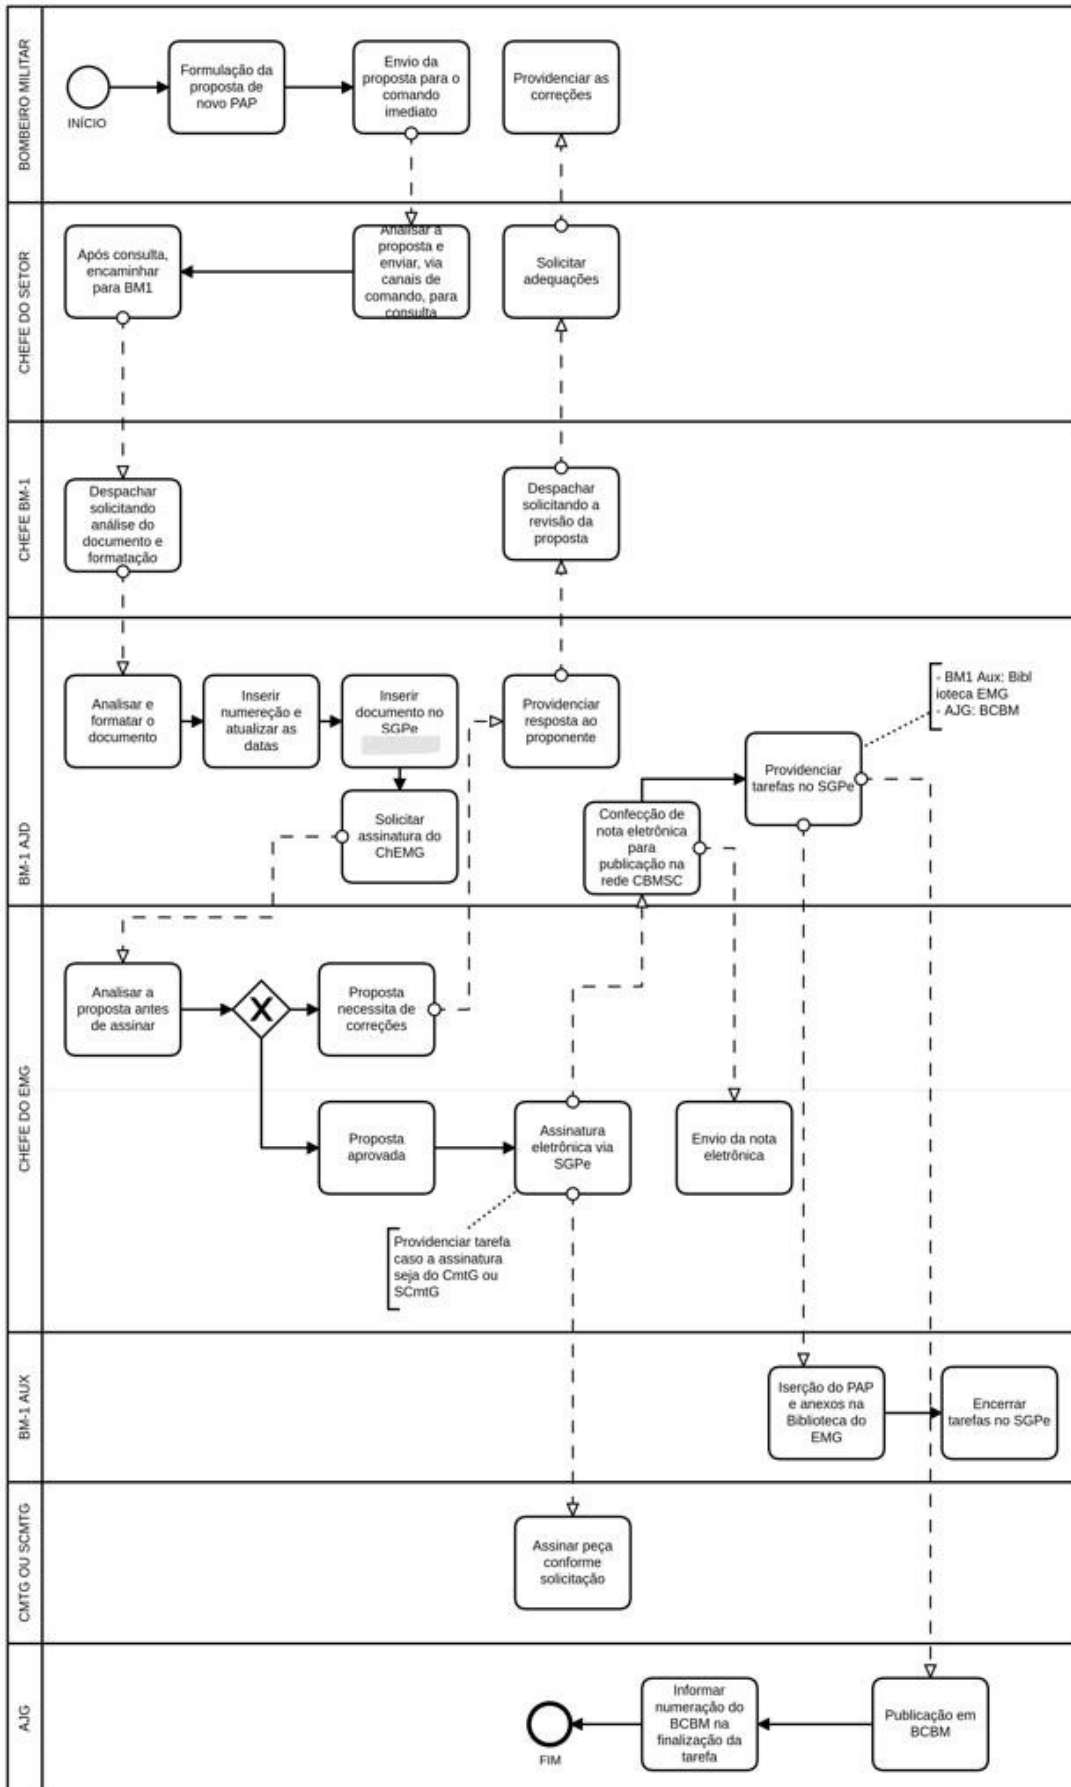 BOMBEIRO MILITAR
INÍCIO
Formulação da
proposta de
novo PAP
Envio da
proposta para o
comando
imediato
Providenciar as
correções
CHEFE DO SETOR
Após consulta,
encaminhar
para BM1
Analisar a
proposta e
enviar, via
canais de
comando, para
consulta
Solicitar
adequações
CHEFE BM-1
Despachar
solicitando
análise do
documento e
formatação
Despachar
solicitando a
revisão da
proposta
BM-1 AJD
Analisar e
formatar o
documento
Inserir
numereção e
atualizar as
datas
Inserir
documento no
SGPe
Solicitar
assinatura do
ChEMG
Providenciar
resposta ao
proponente
Confecção de
nota eletrônica
para
publicação na
rede CBMSC
Providenciar
tarefas no SGPe
- BM1 Aux: Bibl
ioteca EMG
- AJG: BCBM
CHEFE DO EMG
Analisar a
proposta antes
de assinar
X
Proposta
necessita de
correções
Proposta
aprovada
Assinatura
eletrônica via
SGPe
Envio da nota
eletrônica
Providenciar tarefa
caso a assinatura
seja do CmtG ou
SCmtG
BM-1 AUX
Iserção do PAP
e anexos na
Biblioteca do
EMG
Encerrar
tarefas no SGPe
CMTG OU SCMTG
Assinar peça
conforme
solicitação
AJG
FIM
Informar
numeração do
BCBM na
finalização da
tarefa
Publicação em
BCBM